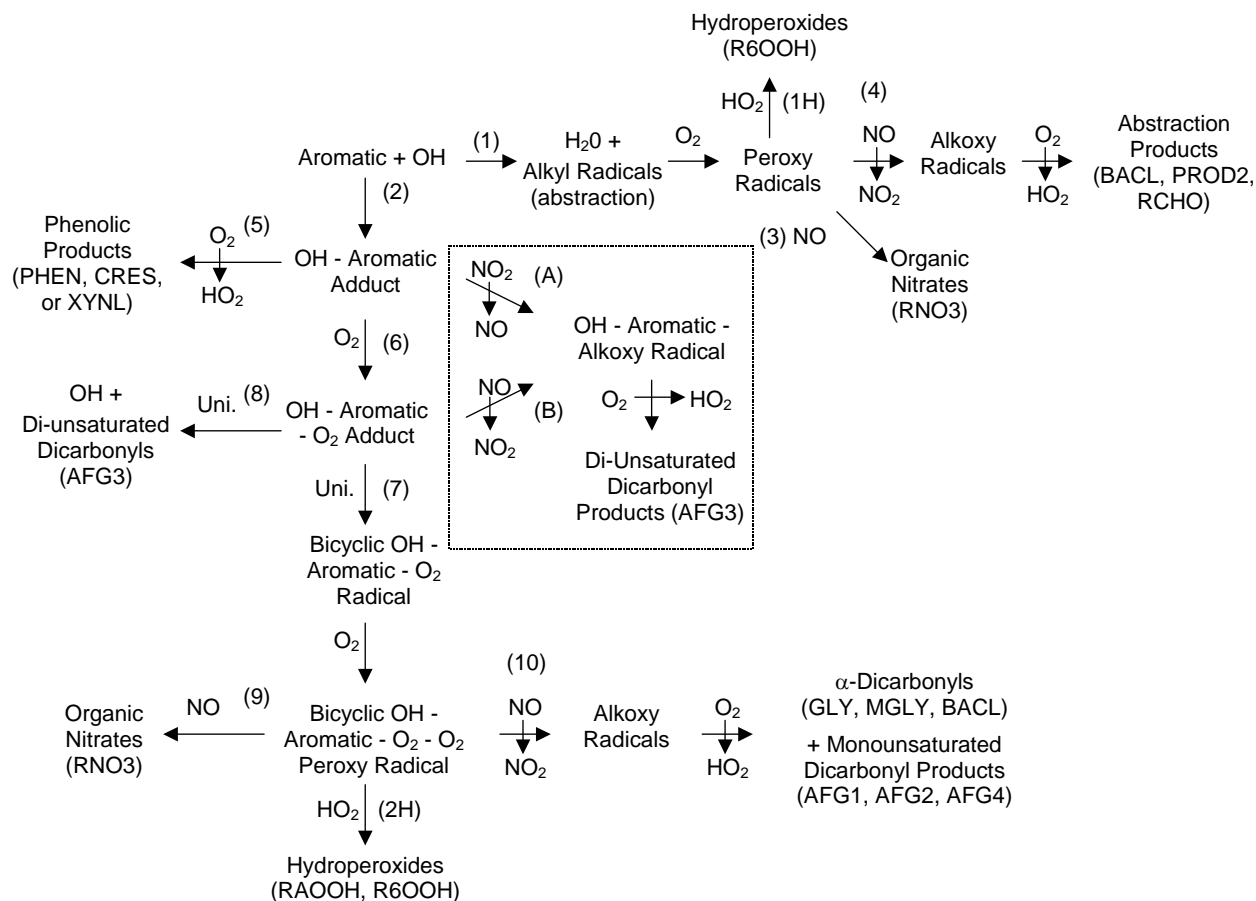 Hydroperoxides
(R6OOH)
HO2 (1H)
(4)
(1)
Aromatic + OH
H20 +
Alkyl Radicals
(abstraction)
O2
Peroxy
Radicals
NO
NO2
Alkoxy
Radicals
O2
HO2
Abstraction
Products
(BACL, PROD2,
RCHO)
(2)
(3) NO
Organic
Nitrates
(RNO3)
Phenolic
Products
(PHEN, CRES,
or XYNL)
O2 (5)
HO2
OH - Aromatic
Adduct
NO2 (A)
NO
OH - Aromatic -
Alkoxy Radical
O2 (6)
NO
(B)
NO2
O2 HO2
Di-Unsaturated
Dicarbonyl
Products (AFG3)
OH +
Di-unsaturated
Dicarbonyls
(AFG3)
Uni. (8)
OH - Aromatic
- O2 Adduct
Uni. (7)
Bicyclic OH -
Aromatic - O2
Radical
O2
Organic
Nitrates
(RNO3)
NO (9)
Bicyclic OH -
Aromatic - O2 - O2
Peroxy Radical
(10)
NO
NO2
Alkoxy
Radicals
O2
HO2
α-Dicarbonyls
(GLY, MGLY, BACL)
+ Monounsaturated
Dicarbonyl Products
(AFG1, AFG2, AFG4)
HO2 (2H)
Hydroperoxides
(RAOOH, R6OOH)